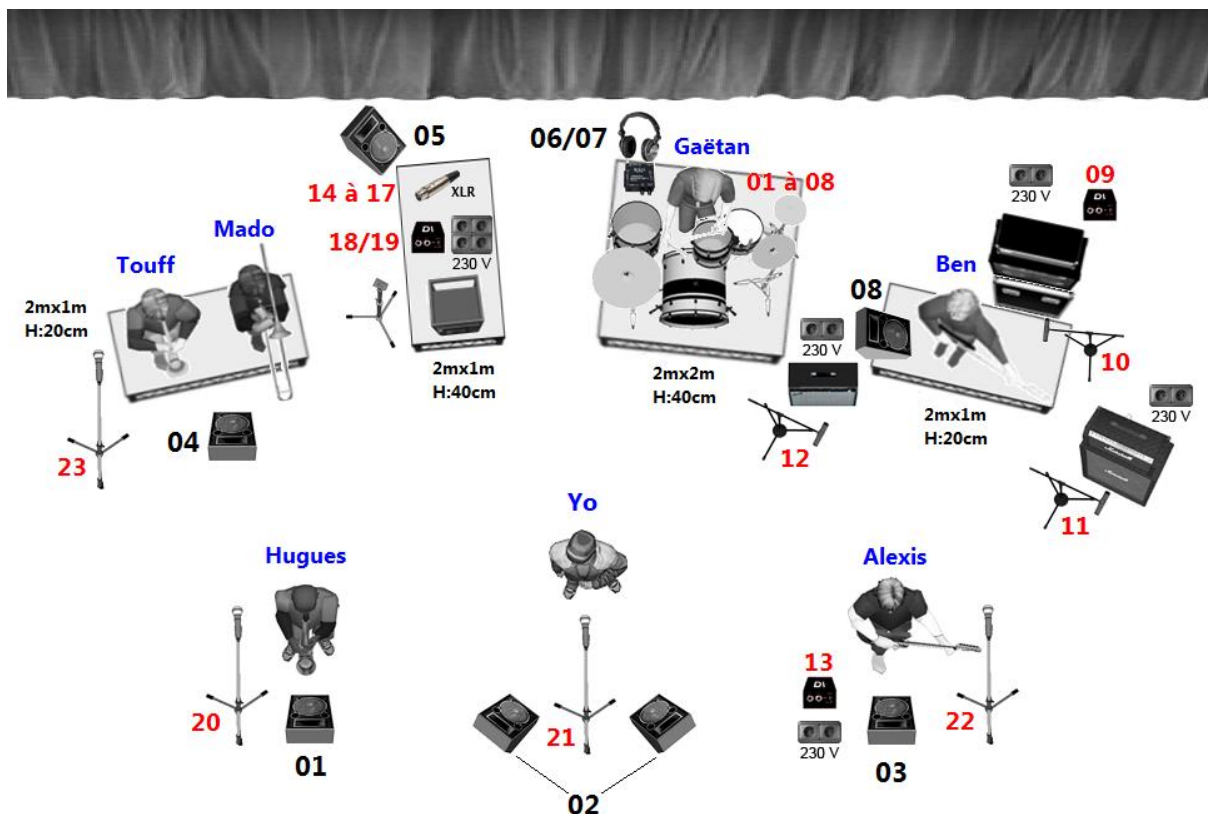 05
06/07
Gaëtan
14 à 17
XLR
01 à 08
230 V
09
Mado
18/19
230 V
Touff
Ben
2mx1m
H:20cm
08
230 V
10
2mx1m
H:40cm
2mx2m
H:40cm
230 V
2mx1m
H:20cm
04
23
12
11
Yo
Hugues
Alexis
13
20
21
22
230 V
01
03
02